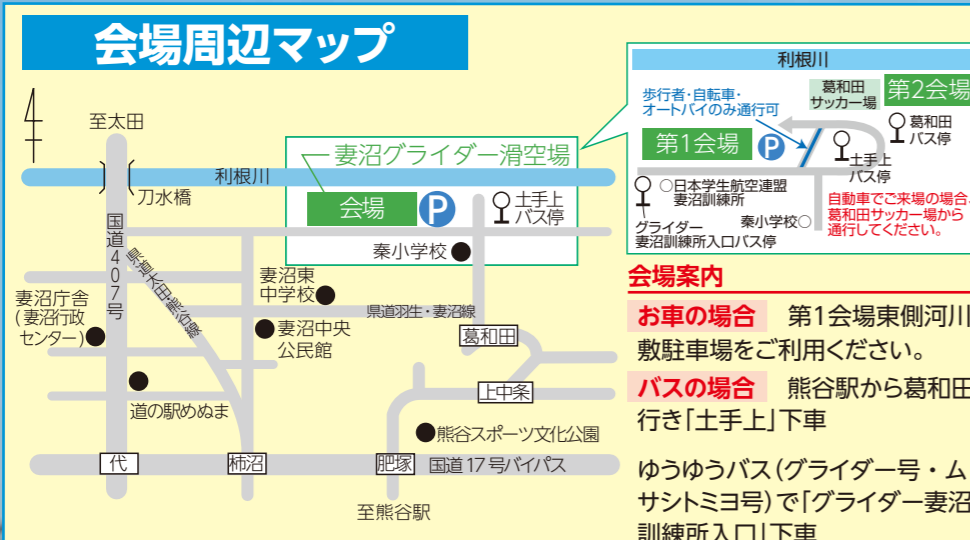 会場周辺マップ
至太田
利根川
刀水橋
国道407号
県道太田・熊谷線
妻沼グライダー滑空場
会場
P
土手上
バス停
秦小学校
妻沼東
中学校
県道羽生・妻沼線
妻沼庁舎
(妻沼行政
センター)
妻沼中央
公民館
葛和田
道の駅めぬま
上中条
熊谷スポーツ文化公園
代
柿沼
肥塚
国道17号バイパス
至熊谷駅
利根川
歩行者・自転車・
オートバイのみ通行可
葛和田
サッカー場
第2会場
第1会場
P
葛和田
バス停
土手上
バス停
○日本学生航空連盟
妻沼訓練所
グライダー
妻沼訓練所入口バス停
秦小学校○
自動車でご来場の場合、
葛和田サッカー場から
通行してください。
会場案内
お車の場合 第1会場東側河川
敷駐車場をご利用ください。
バスの場合 熊谷駅から葛和田
行き「土手上」下車
ゆうゆうバス(グライダー号・ム
サシトミヨ号)で「グライダー妻沼
訓練所入口」下車